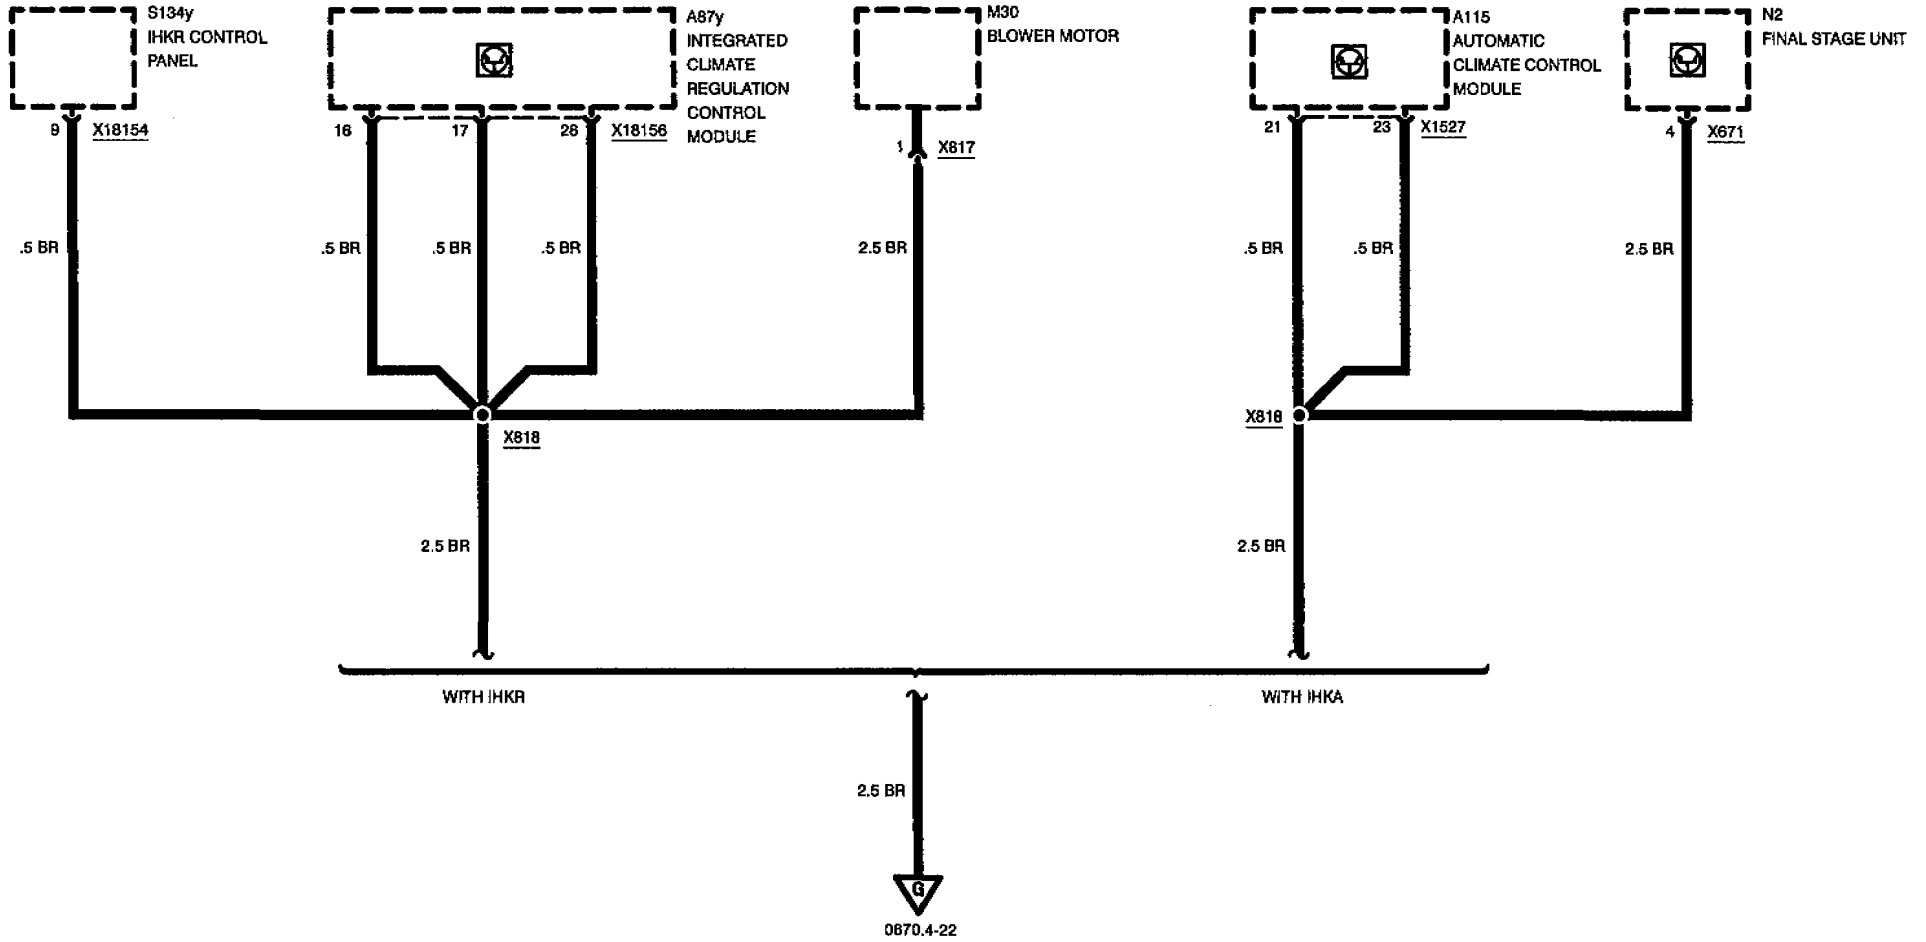 S134y
IHKR CONTROL
PANEL
A87y
INTEGRATED
CLIMATE
REGULATION
CONTROL
MODULE
M30
BLOWER MOTOR
A115
AUTOMATIC
CLIMATE CONTROL
MODULE
N2
FINAL STAGE UNIT
9 X18154
16 17 28 X18156
1 X817
21 23 X1527
4 X671
.5 BR .5 BR .5 BR .5 BR 2.5 BR .5 BR .5 BR 2.5 BR
X818
X818
2.5 BR 2.5 BR
WITH IHKR WITH IHKA
2.5 BR
G
0670.4-22